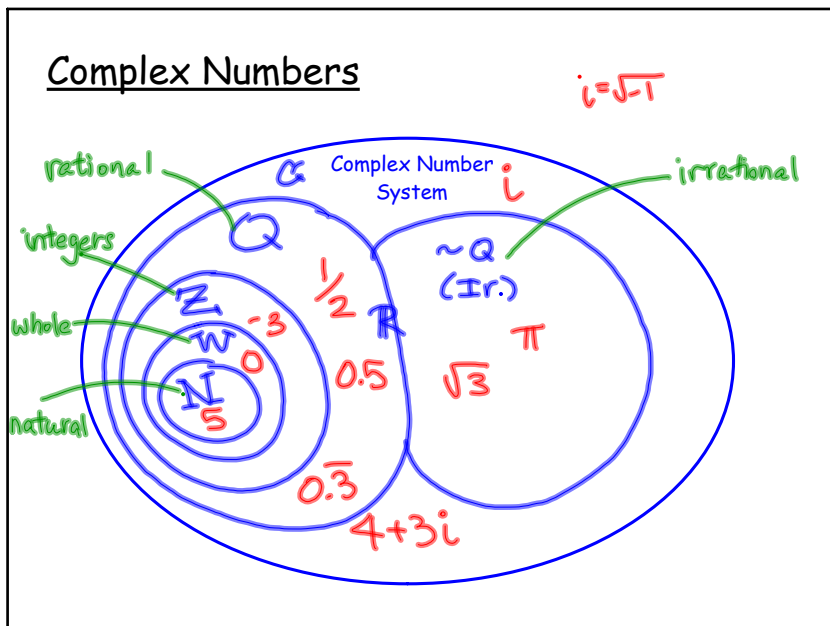 Complex Numbers
i=√-1
rational
C
Complex Number
System
i
irrational
Q
integers
~Q
(Ir.)
Z
1/2
ℝ
whole
-3
W
0
π
0.5
√3
N
5
natural
0.3̅
4+3i